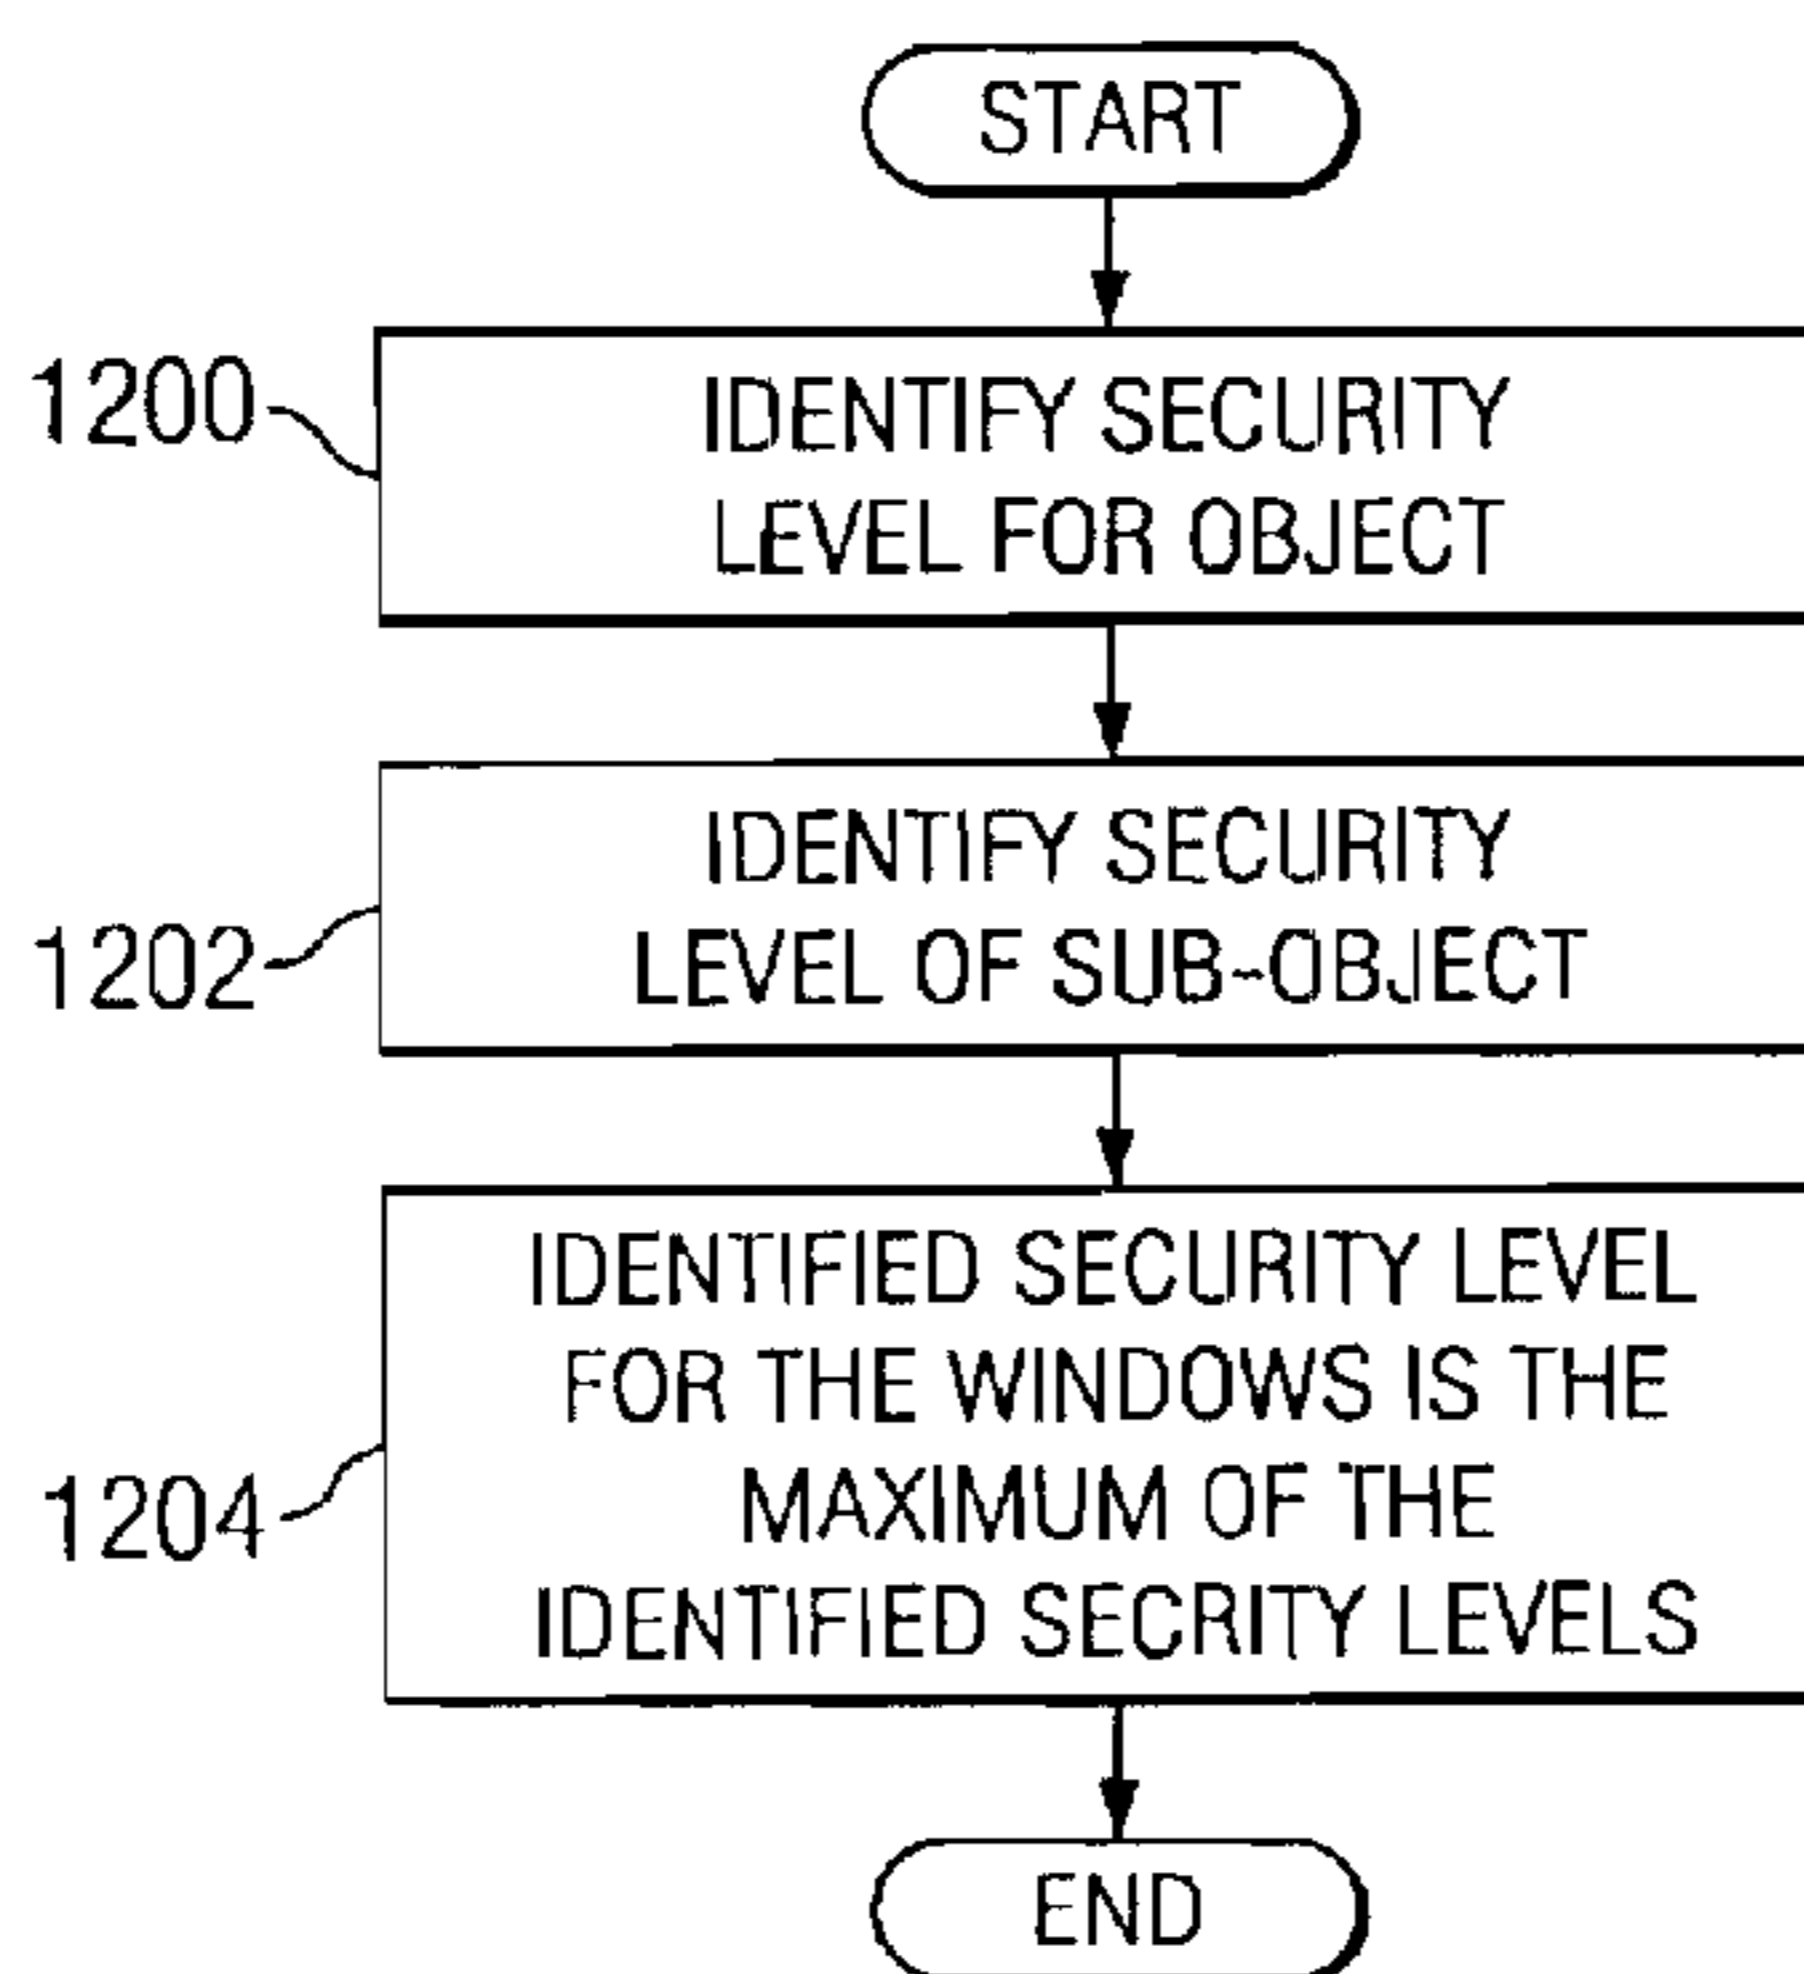 START
1200
IDENTIFY SECURITY
LEVEL FOR OBJECT
1202
IDENTIFY SECURITY
LEVEL OF SUB-OBJECT
1204
IDENTIFIED SECURITY LEVEL
FOR THE WINDOWS IS THE
MAXIMUM OF THE
IDENTIFIED SECRITY LEVELS
END